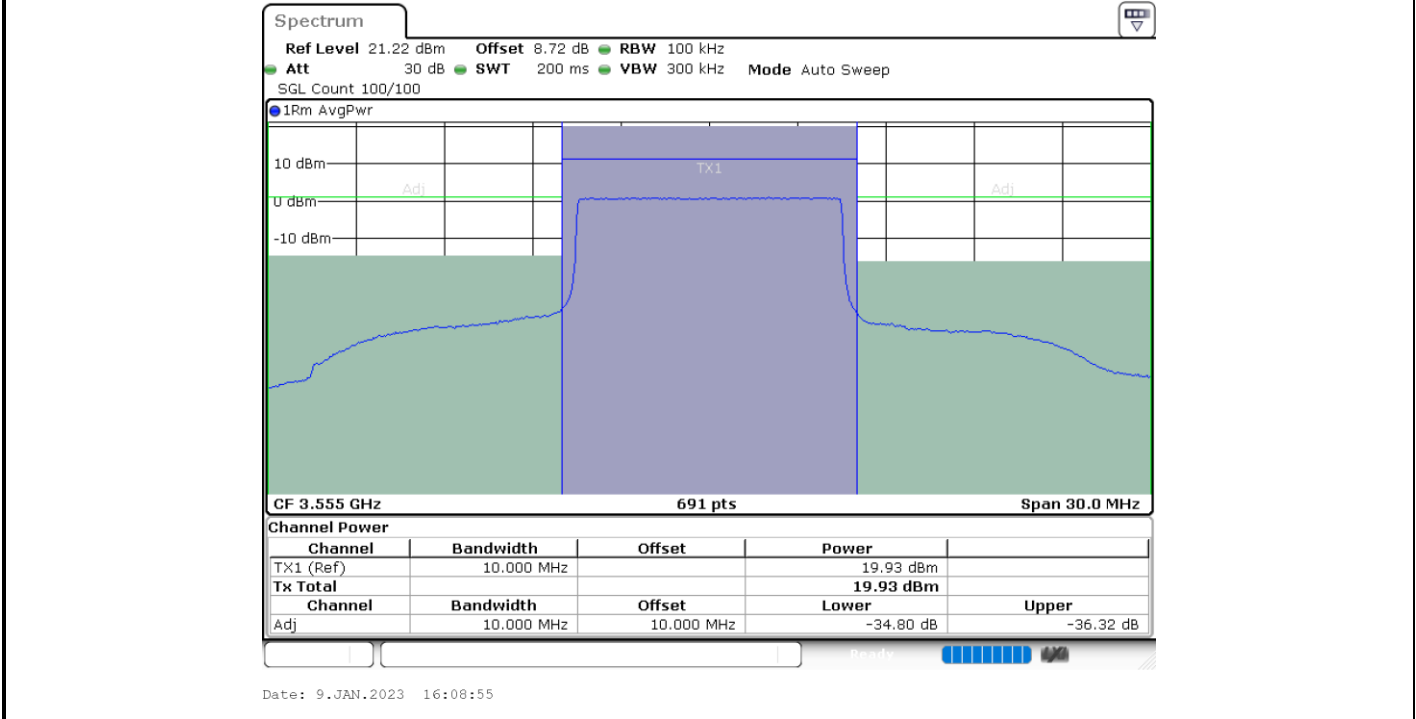 Spectrum
Ref Level 21.22 dBm Offset 8.72 dB RBW 100 kHz
Att 30 dB SWT 200 ms VBW 300 kHz Mode Auto Sweep
SGL Count 100/100
1Rm AvgPwr
10 dBm
TX1
Adj Adj
0 dBm
-10 dBm
CF 3.555 GHz 691 pts Span 30.0 MHz
Channel Power
Channel Bandwidth Offset Power
TX1 (Ref) 10.000 MHz 19.93 dBm
Tx Total 19.93 dBm
Channel Bandwidth Offset Lower Upper
Adj 10.000 MHz 10.000 MHz -34.80 dB -36.32 dB
Ready
Date: 9.JAN.2023 16:08:55